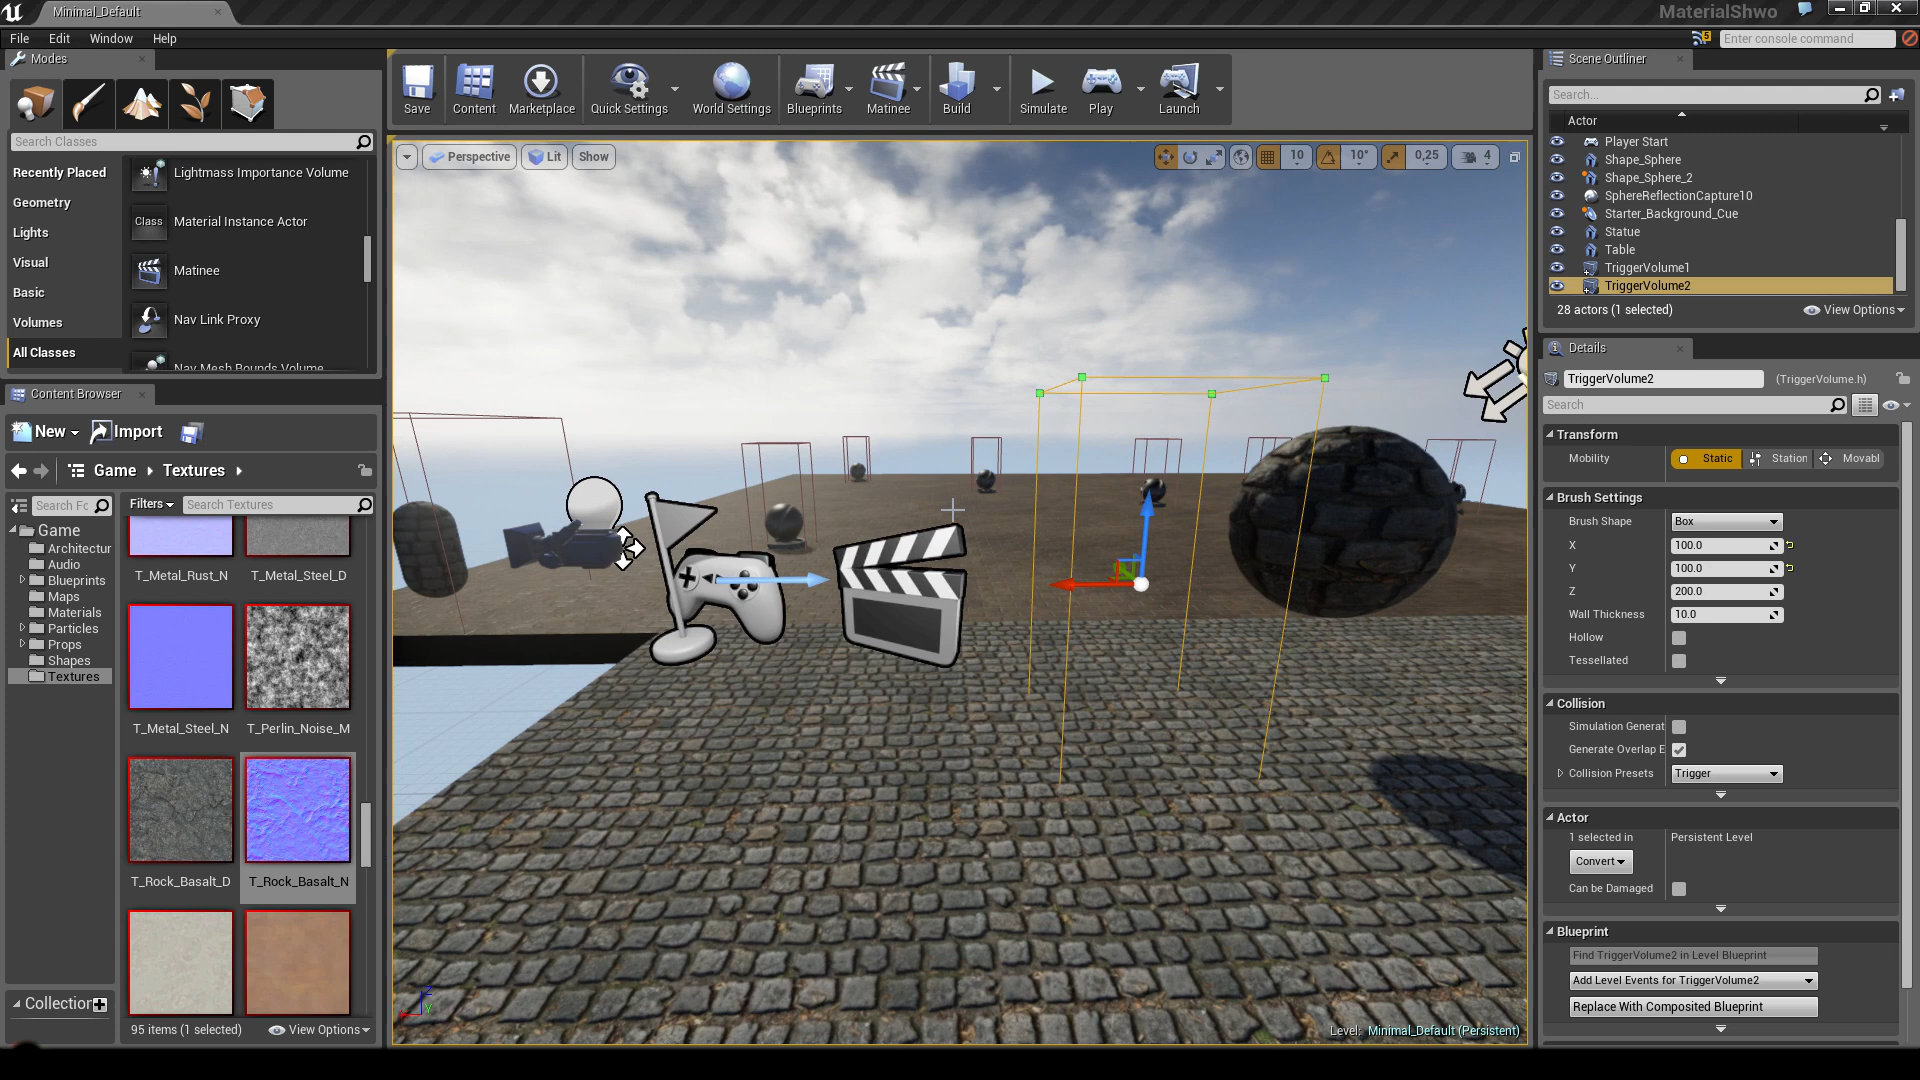 Minimal_Default
MaterialShwo
File Edit Window Help
5
Enter console command
Modes
Search Classes
Recently Placed
Geometry
Lights
Visual
Basic
Volumes
All Classes
Lightmass Importance Volume
Class
Material Instance Actor
Matinee
Nav Link Proxy
Nav Mesh Bounds Volume
Save
Content
Marketplace
Quick Settings
World Settings
Blueprints
Matinee
Build
Simulate
Play
Launch
Perspective
Lit
Show
10
10°
0,25
4
Content Browser
New
Import
Game
Textures
Filters
Search Textures
Game
Architectur
Audio
Blueprints
Maps
Materials
Particles
Props
Shapes
Textures
T_Metal_Rust_N
T_Metal_Steel_D
T_Metal_Steel_N
T_Perlin_Noise_M
T_Rock_Basalt_D
T_Rock_Basalt_N
Collection
95 items (1 selected)
View Options
Z
Y
Level: Minimal_Default (Persistent)
Scene Outliner
Search...
Actor
Player Start
Shape_Sphere
Shape_Sphere_2
SphereReflectionCapture10
Starter_Background_Cue
Statue
Table
TriggerVolume1
TriggerVolume2
28 actors (1 selected)
View Options
Details
TriggerVolume2
(TriggerVolume.h)
Search
Transform
Mobility
Static
Station
Movabl
Brush Settings
Brush Shape
Box
X
100.0
Y
100.0
Z
200.0
Wall Thickness
10.0
Hollow
Tessellated
Collision
Simulation Generat
Generate Overlap E
Collision Presets
Trigger
Actor
1 selected in
Persistent Level
Convert
Can be Damaged
Blueprint
Find TriggerVolume2 in Level Blueprint
Add Level Events for TriggerVolume2
Replace With Composited Blueprint